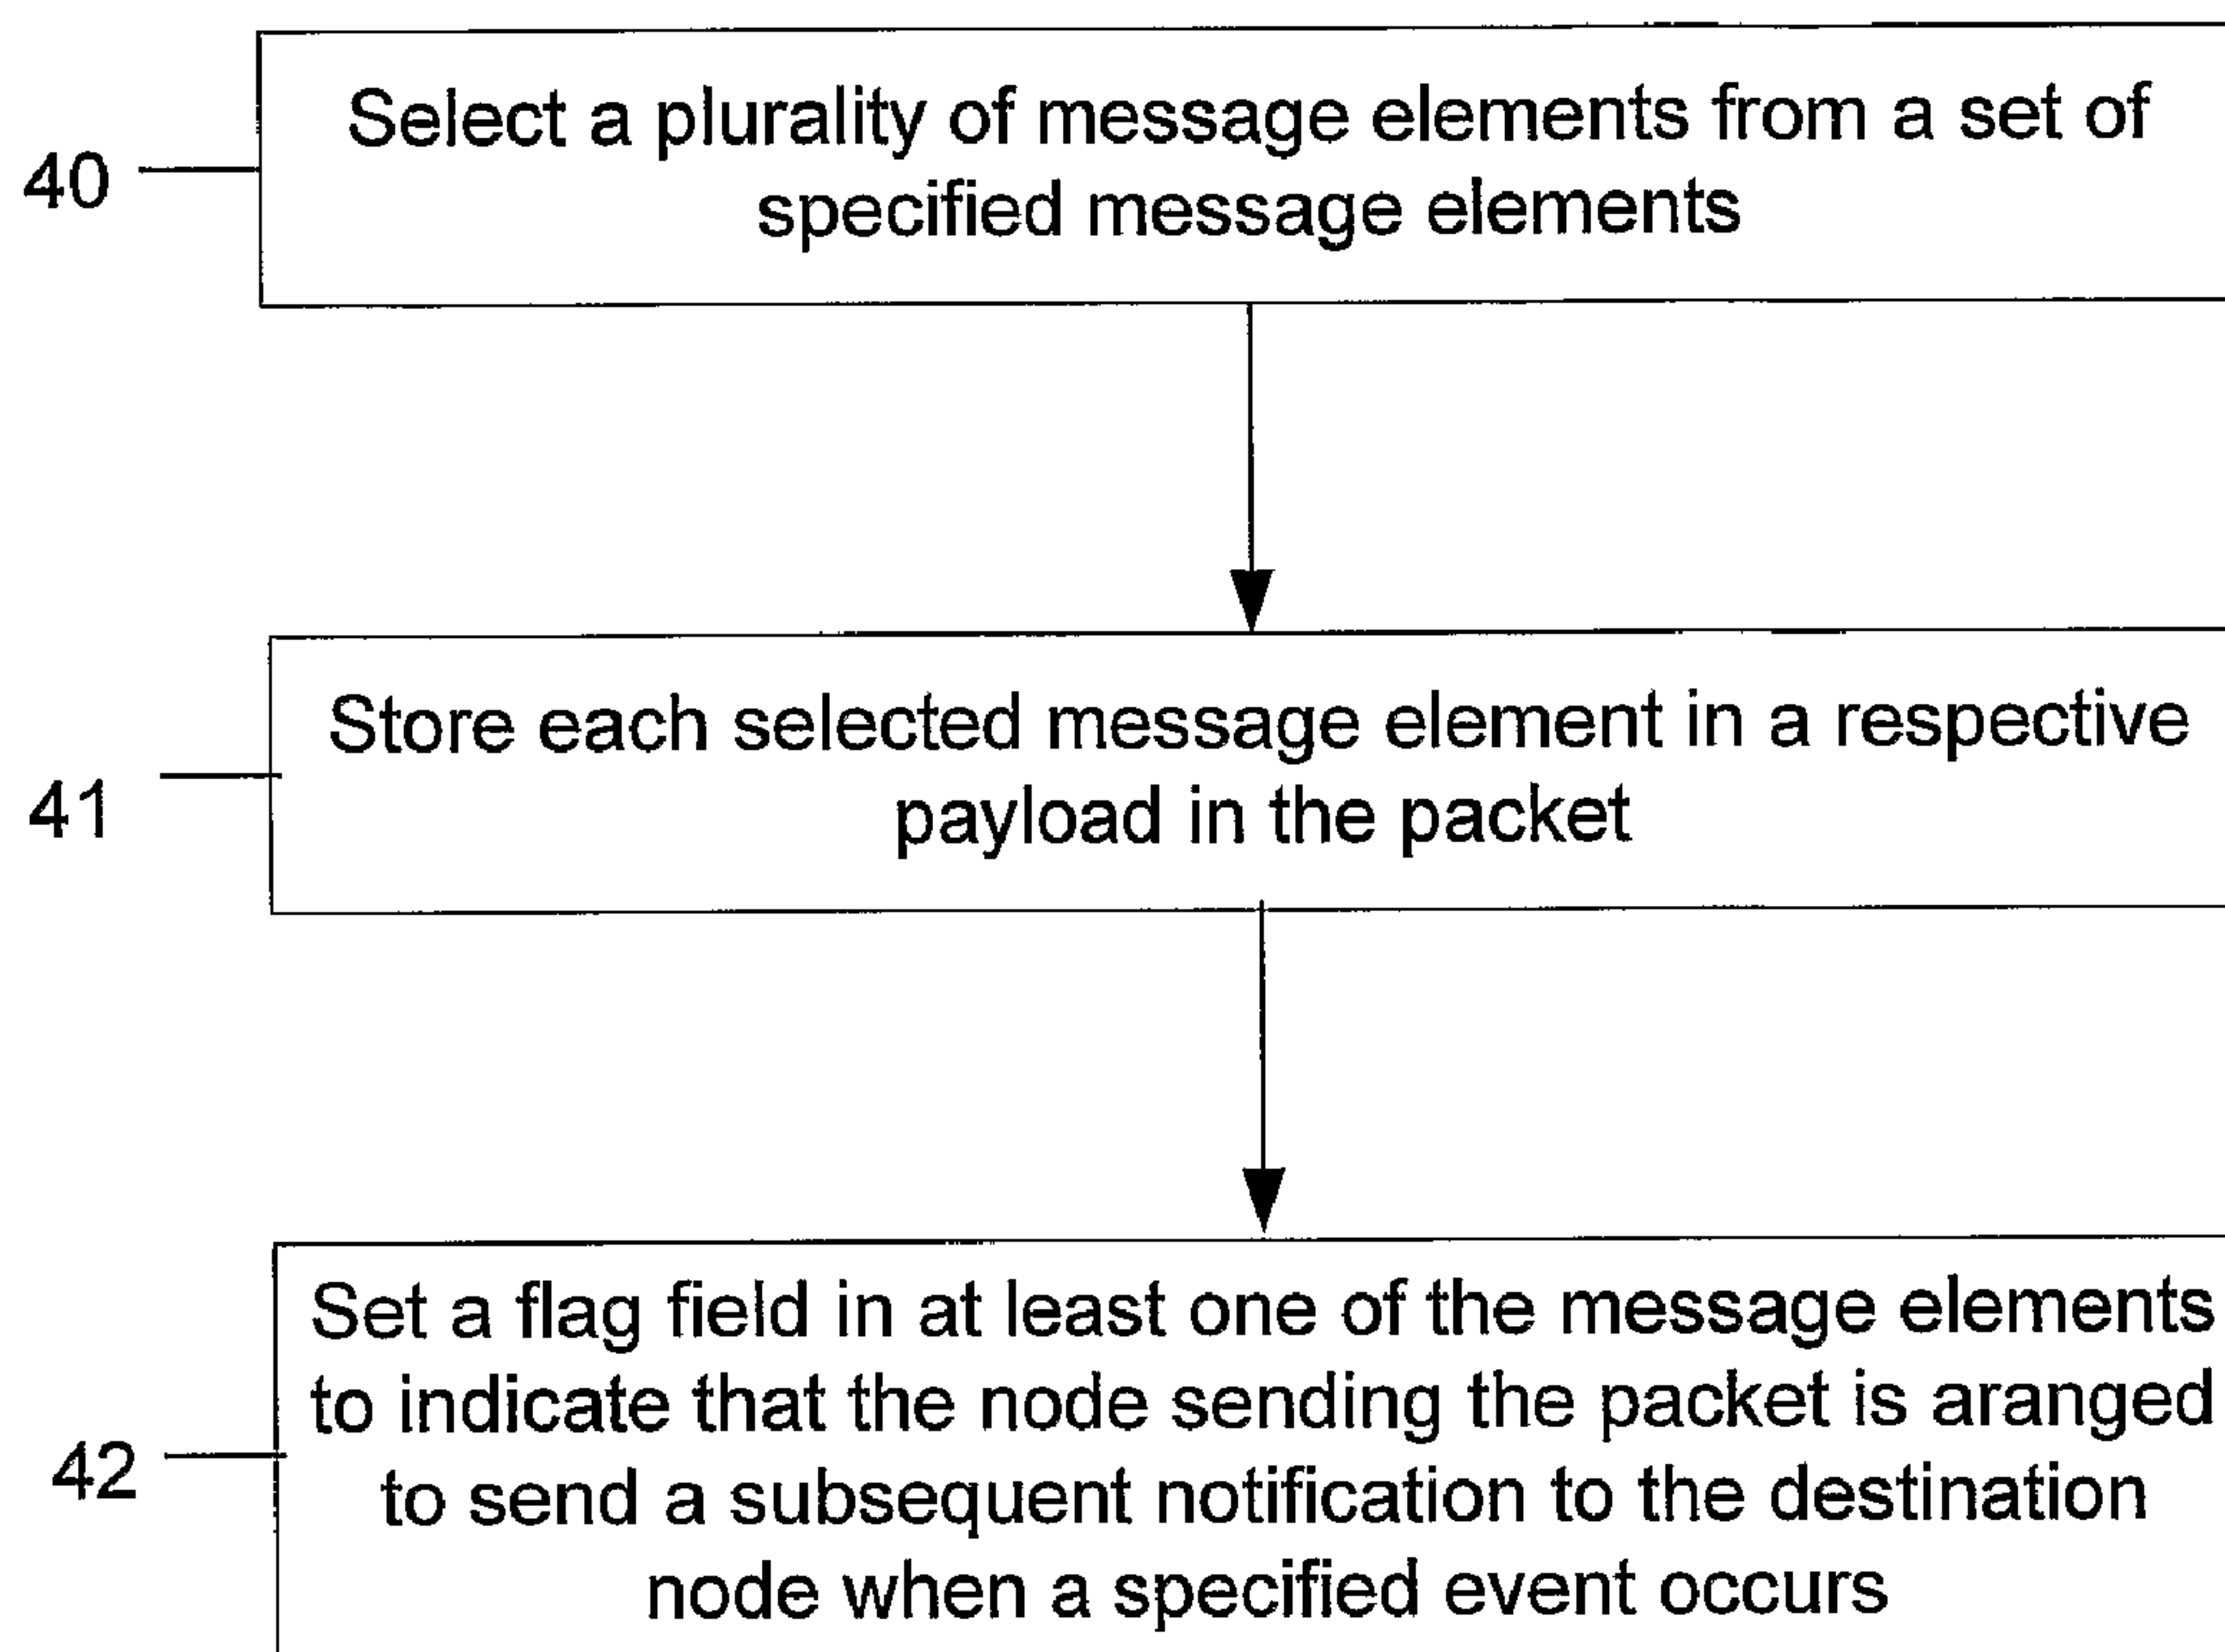 Select a plurality of message elements from a set of
specified message elements
40
Store each selected message element in a respective
payload in the packet
41
Set a flag field in at least one of the message elements
to indicate that the node sending the packet is aranged
to send a subsequent notification to the destination
node when a specified event occurs
42